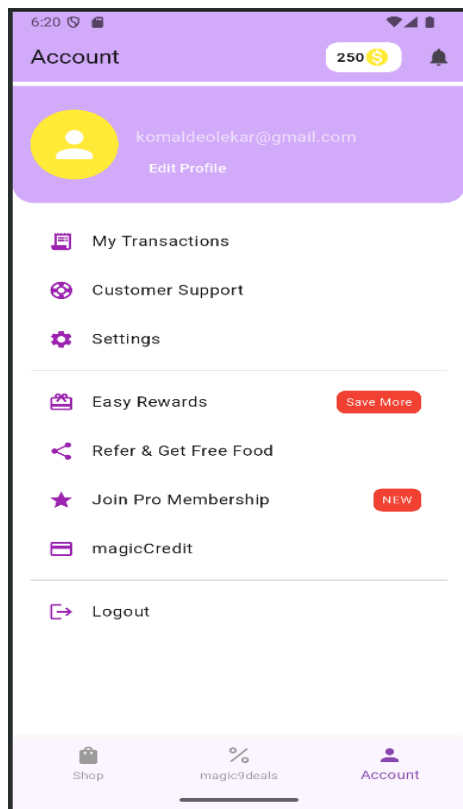 6:20
Account
250
komaldeolekar@gmail.com
Edit Profile
My Transactions
Customer Support
Settings
Easy Rewards Save More
Refer & Get Free Food
Join Pro Membership NEW
magicCredit
Logout
Shop magic9deals Account